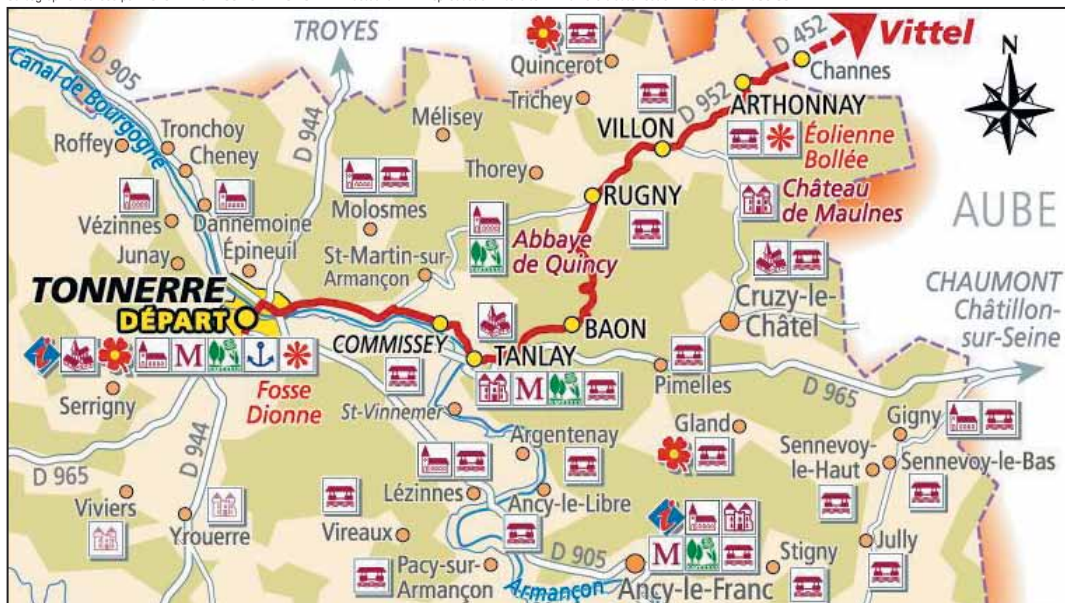 TROYES
Quincerot
D 452
Vittel
N
Canal de Bourgogne
D 905
Channes
Trichey
D 952
ARTHONNAY
D 944
Mélisey
Roffey
Tronchoy
Cheney
VILLON
Éolienne
Bollée
Thorey
RUGNY
Château
de Maulnes
AUBE
Vézinnes
Dannemoine
Molosmes
Junay
Épineuil
St-Martin-sur-
Armançon
Abbaye
de Quincy
TONNERRE
DÉPART
Cruzy-le-
Châtel
CHAUMONT
Châtillon-
sur-Seine
COMMISSEY
BAON
TANLAY
i
M
Fosse
Dionne
Serrigny
M
Pimelles
D 965
St-Vinnemer
Gland
Gigny
D 944
D 965
Argentenay
Sennevoy-
le-Haut
Sennevoy-le-Bas
Viviers
Lézinnes
Ancy-le-Libre
Yrouerre
Vireaux
i
D 905
M
Stigny
Jully
Pacy-sur-
Armançon
Armançon
Ancy-le-Franc